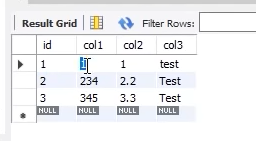 Result Grid Filter Rows:
id col1 col2 col3
1 1 1 test
2 234 2.2 Test
3 345 3.3 Test
NULL NULL NULL NULL